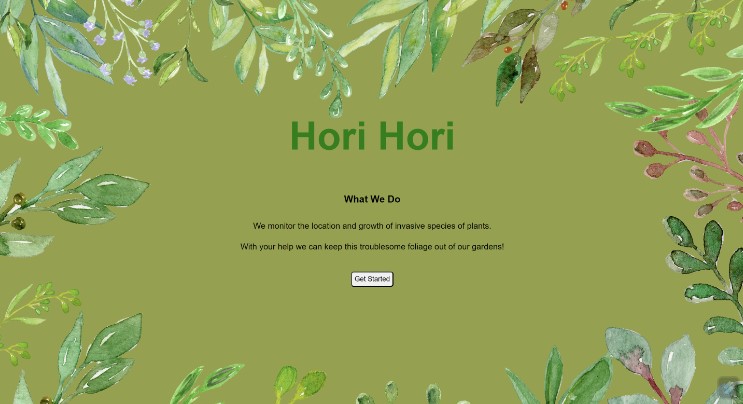 Hori Hori
What We Do
We monitor the location and growth of invasive species of plants.
With your help we can keep this troublesome foliage out of our gardens!
Get Started